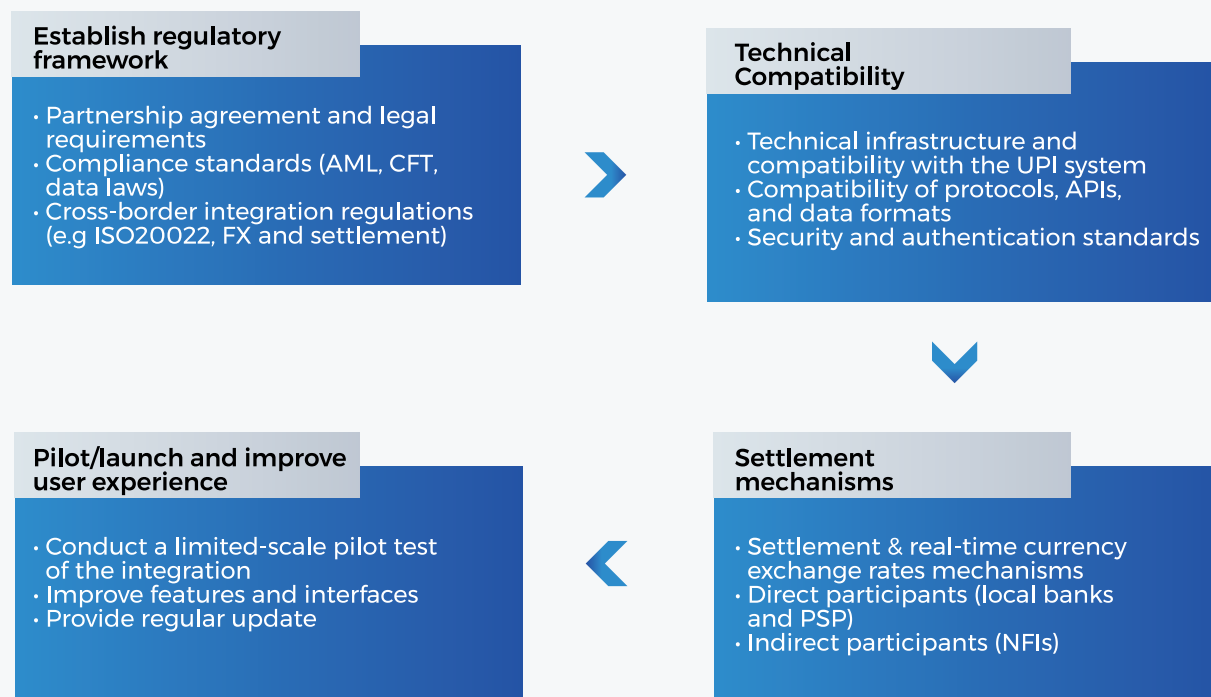 Establish regulatory
framework
· Partnership agreement and legal
requirements
· Compliance standards (AML, CFT,
data laws)
· Cross-border integration regulations
(e.g ISO20022, FX and settlement)
Technical
Compatibility
· Technical infrastructure and
compatibility with the UPI system
· Compatibility of protocols, APIs,
and data formats
· Security and authentication standards
Settlement
mechanisms
· Settlement & real-time currency
exchange rates mechanisms
· Direct participants (local banks
and PSP)
· Indirect participants (NFIs)
Pilot/launch and improve
user experience
· Conduct a limited-scale pilot test
of the integration
· Improve features and interfaces
· Provide regular update